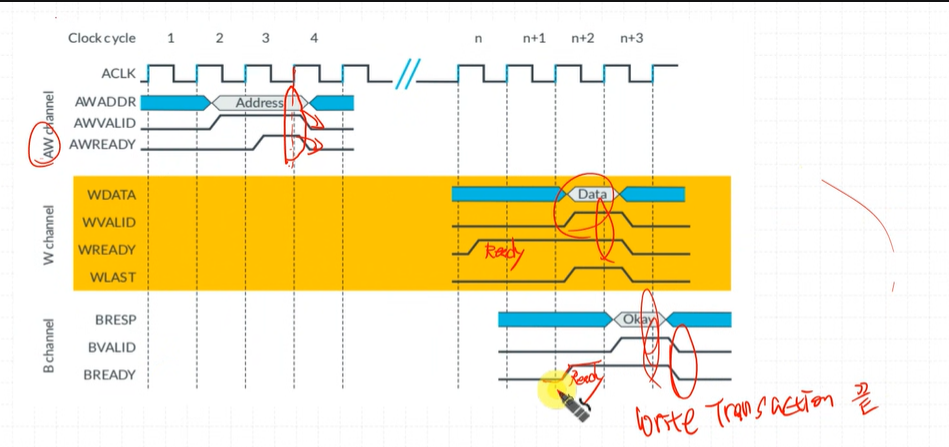 Clock cycle 1 2 3 4 n n+1 n+2 n+3
ACLK
AW channel
AWADDR Address
AWVALID
AWREADY
W channel
WDATA Data
WVALID
WREADY Ready
WLAST
B channel
BRESP Okay
BVALID
BREADY Ready
Write Transaction 끝